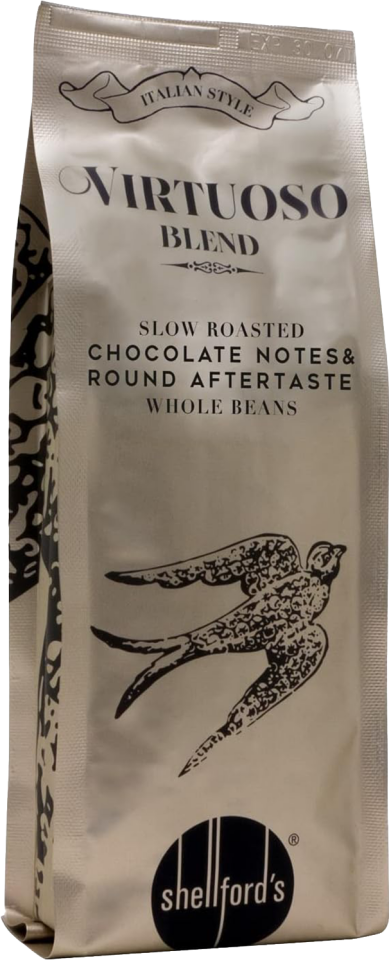 ITALIAN STYLE
VIRTUOSO
BLEND
SLOW ROASTED
CHOCOLATE NOTES&
ROUND AFTERTASTE
WHOLE BEANS
shellford's®